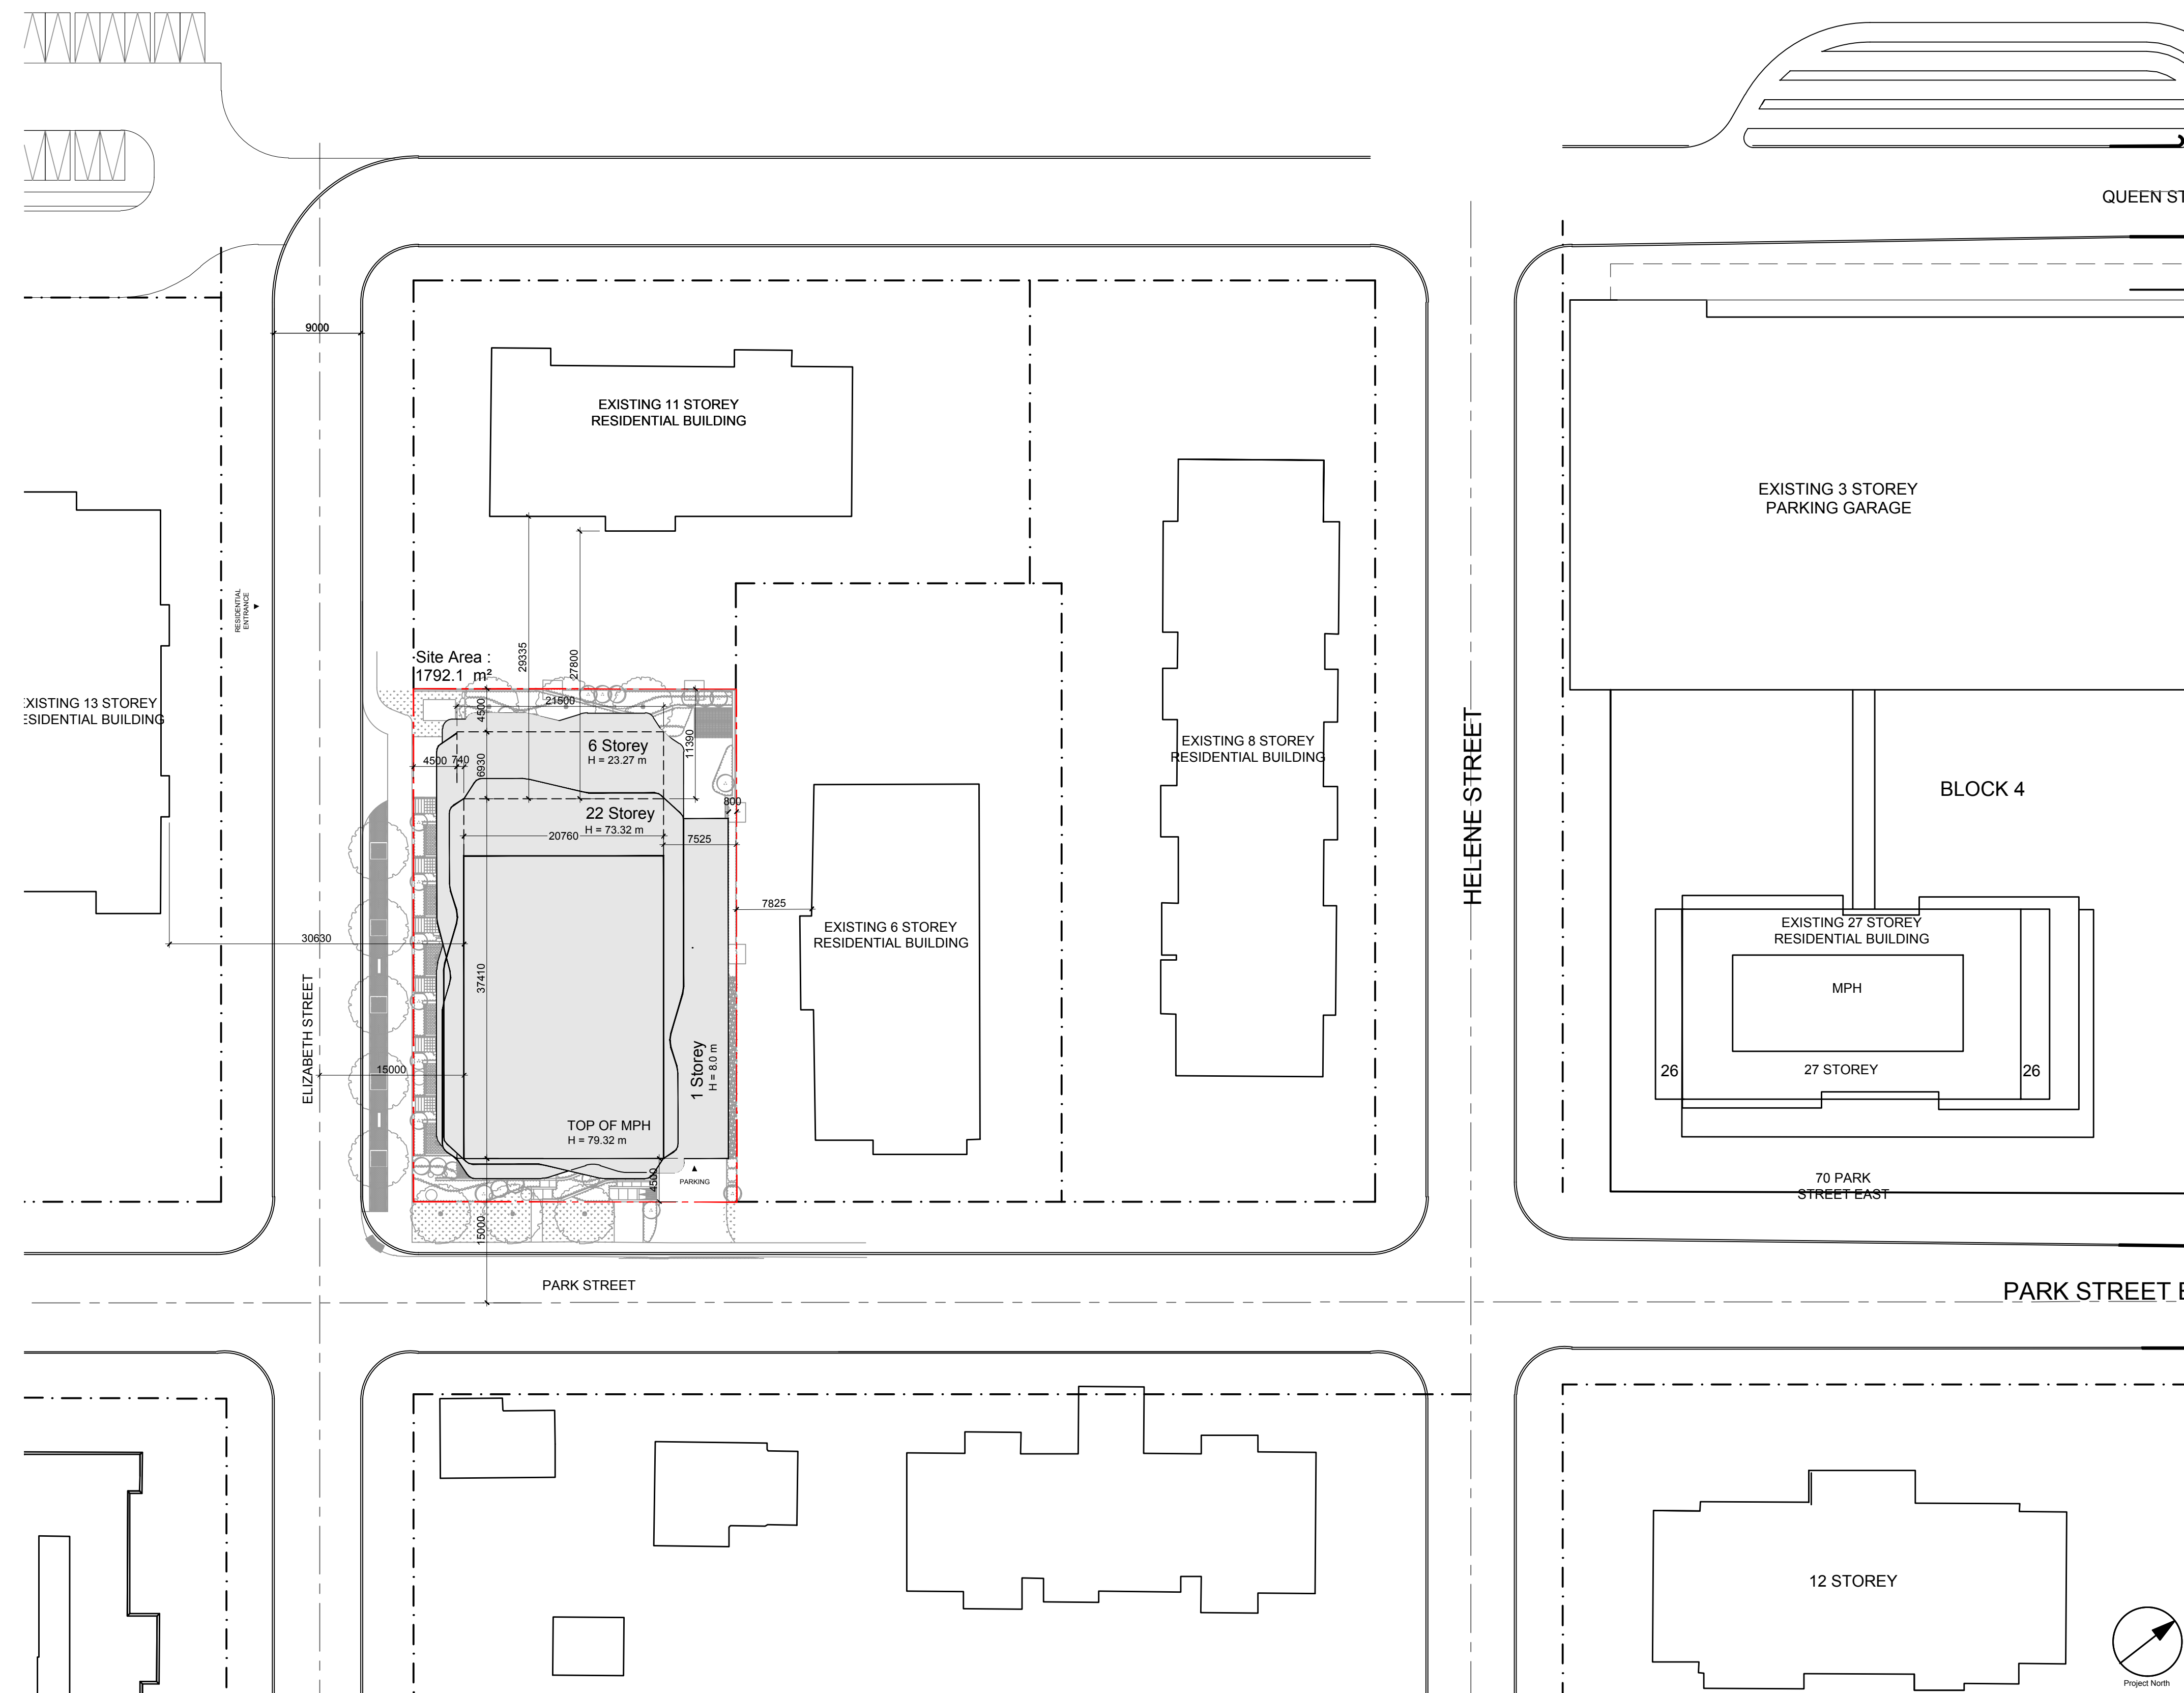 QUEEN ST
9000
EXISTING 11 STOREY
RESIDENTIAL BUILDING
EXISTING 3 STOREY
PARKING GARAGE
RESIDENTIAL
ENTRANCE
Site Area :
1792.1 m²
29335
27800
EXISTING 13 STOREY
ESIDENTIAL BUILDING
4500
21500
6 Storey
H = 23.27 m
11390
4500
740
6930
EXISTING 8 STOREY
RESIDENTIAL BUILDING
HELENE STREET
BLOCK 4
800
22 Storey
H = 73.32 m
20760
7525
7825
EXISTING 6 STOREY
RESIDENTIAL BUILDING
EXISTING 27 STOREY
RESIDENTIAL BUILDING
30630
37410
MPH
ELIZABETH STREET
15000
1 Storey
H = 8.0 m
26
27 STOREY
26
TOP OF MPH
H = 79.32 m
4500
PARKING
70 PARK
STREET EAST
15000
PARK STREET
PARK STREET E
12 STOREY
Project North